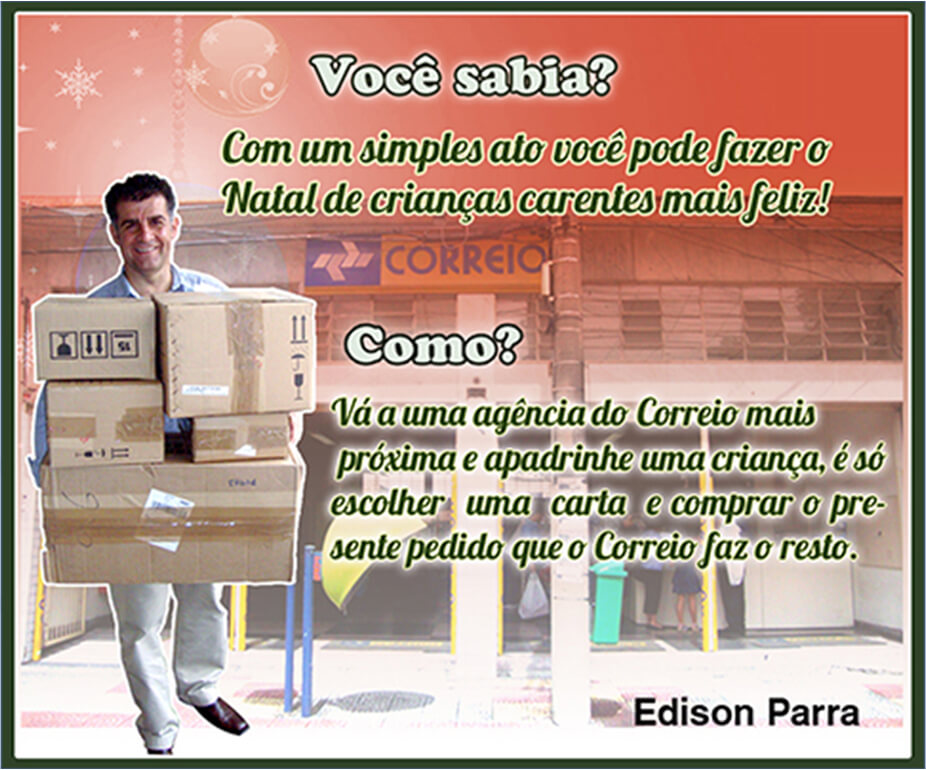 Você sabia?
Com um simples ato você pode fazer o
Natal de crianças carentes mais feliz!
CORREIO
Como?
Vá a uma agência do Correio mais
próxima e apadrinhe uma criança, é só
escolher uma carta e comprar o pre-
sente pedido que o Correio faz o resto.
Edison Parra